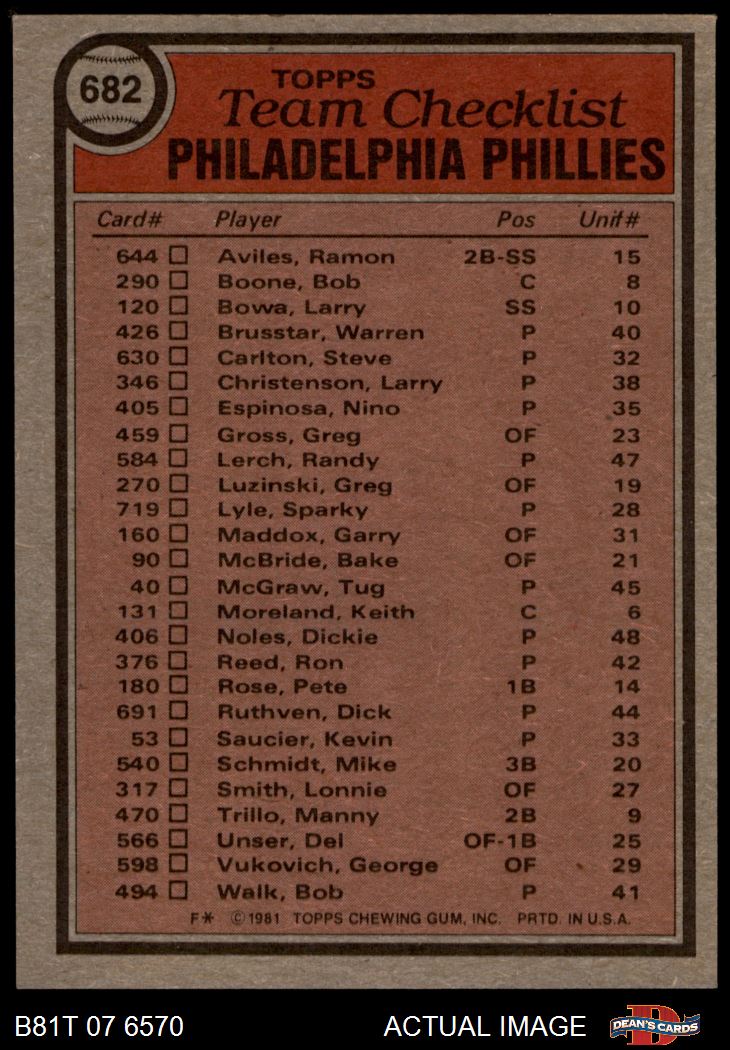 682
TOPPS
Team Checklist
PHILADELPHIA PHILLIES
Card# Player Pos Unif#
644 Aviles, Ramon 2B-SS 15
290 Boone, Bob C 8
120 Bowa, Larry SS 10
426 Brusstar, Warren P 40
630 Carlton, Steve P 32
346 Christenson, Larry P 38
405 Espinosa, Nino P 35
459 Gross, Greg OF 23
584 Lerch, Randy P 47
270 Luzinski, Greg OF 19
719 Lyle, Sparky P 28
160 Maddox, Garry OF 31
90 McBride, Bake OF 21
40 McGraw, Tug P 45
131 Moreland, Keith C 6
406 Noles, Dickie P 48
376 Reed, Ron P 42
180 Rose, Pete 1B 14
691 Ruthven, Dick P 44
53 Saucier, Kevin P 33
540 Schmidt, Mike 3B 20
317 Smith, Lonnie OF 27
470 Trillo, Manny 2B 9
566 Unser, Del OF-1B 25
598 Vukovich, George OF 29
494 Walk, Bob P 41
F* © 1981 TOPPS CHEWING GUM, INC. PRTD. IN U.S.A.
B81T 07 6570 ACTUAL IMAGE D DEAN'S CARDS